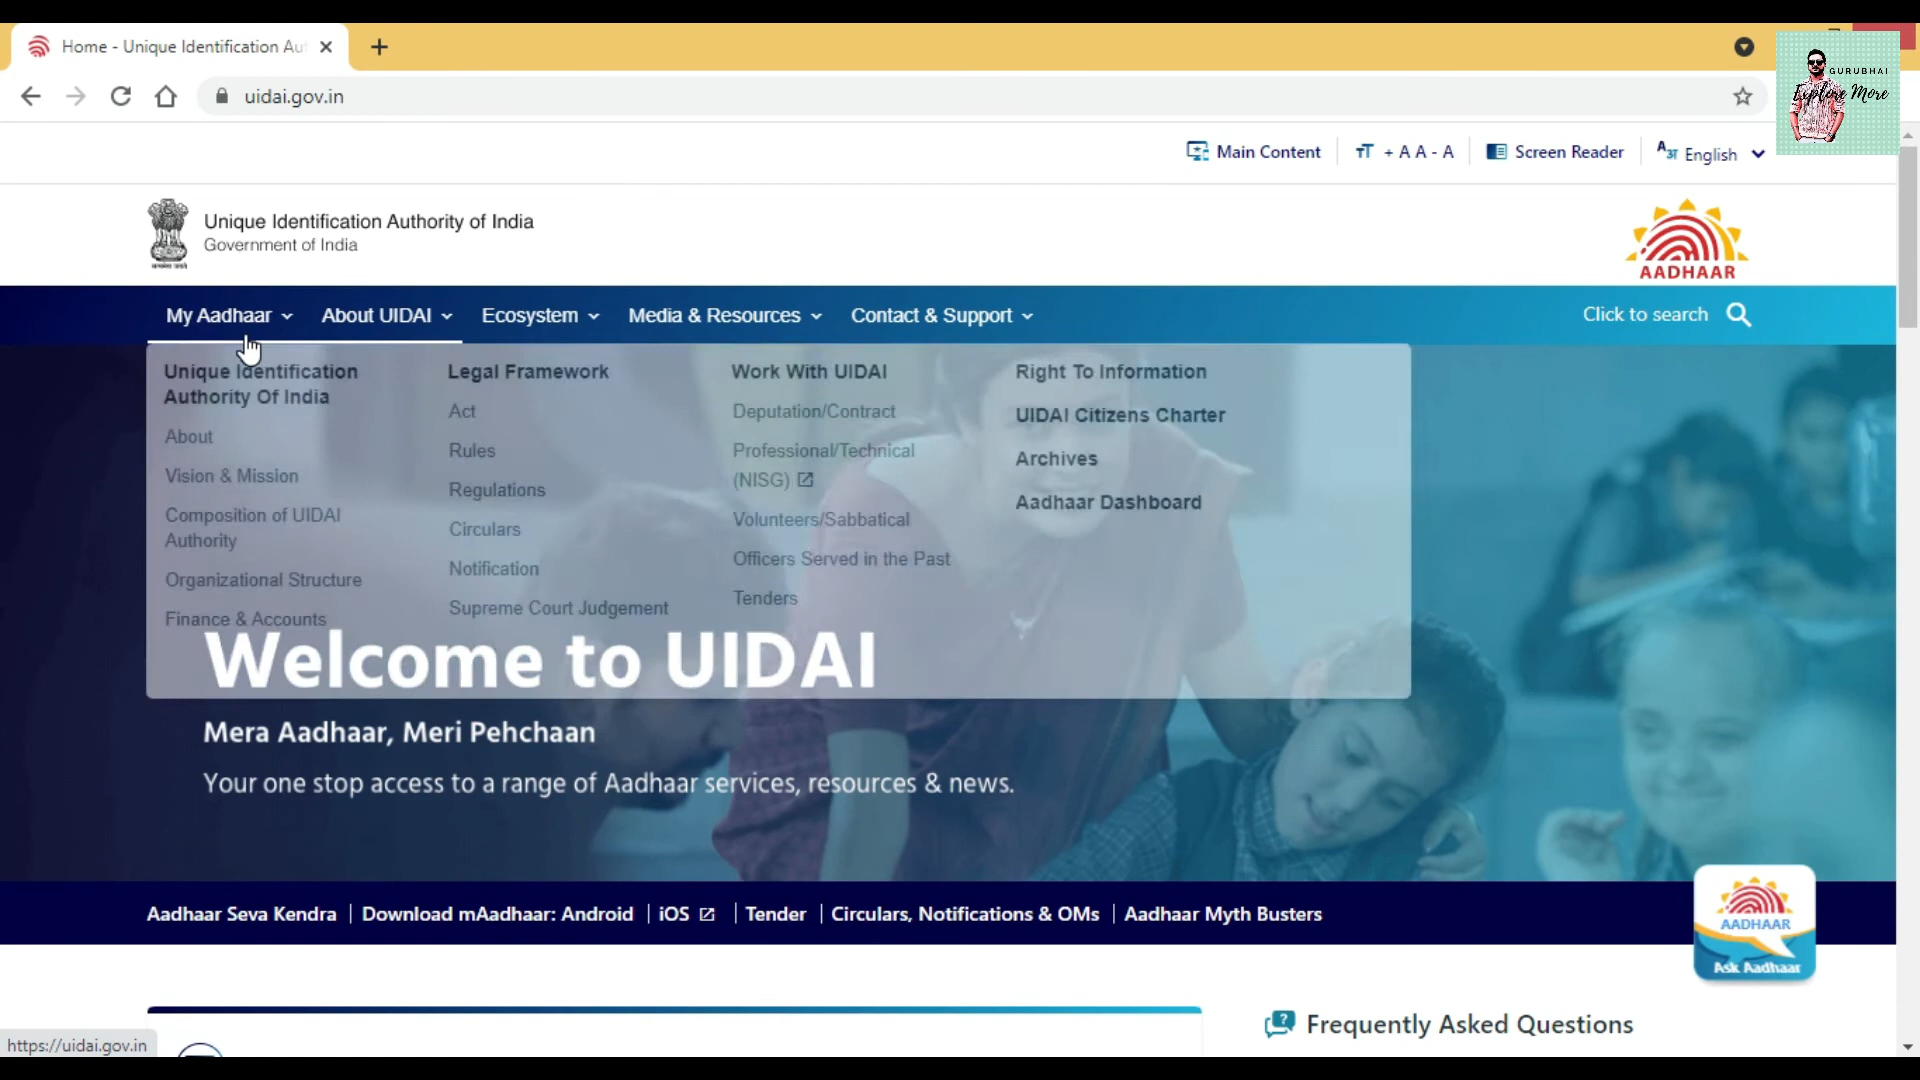 Home - Unique Identification Au
uidai.gov.in
GURUBHAI
Explore More
Main Content
+ A A - A
Screen Reader
English
Unique Identification Authority of India
Government of India
AADHAAR
My Aadhaar
About UIDAI
Ecosystem
Media & Resources
Contact & Support
Click to search
Unique Identification
Authority Of India
About
Vision & Mission
Composition of UIDAI
Authority
Organizational Structure
Finance & Accounts
Legal Framework
Act
Rules
Regulations
Circulars
Notification
Supreme Court Judgement
Work With UIDAI
Deputation/Contract
Professional/Technical
(NISG)
Volunteers/Sabbatical
Officers Served in the Past
Tenders
Right To Information
UIDAI Citizens Charter
Archives
Aadhaar Dashboard
Welcome to UIDAI
Mera Aadhaar, Meri Pehchaan
Your one stop access to a range of Aadhaar services, resources & news.
Aadhaar Seva Kendra | Download mAadhaar: Android | iOS | Tender | Circulars, Notifications & OMs | Aadhaar Myth Busters
AADHAAR
Ask Aadhaar
Frequently Asked Questions
https://uidai.gov.in